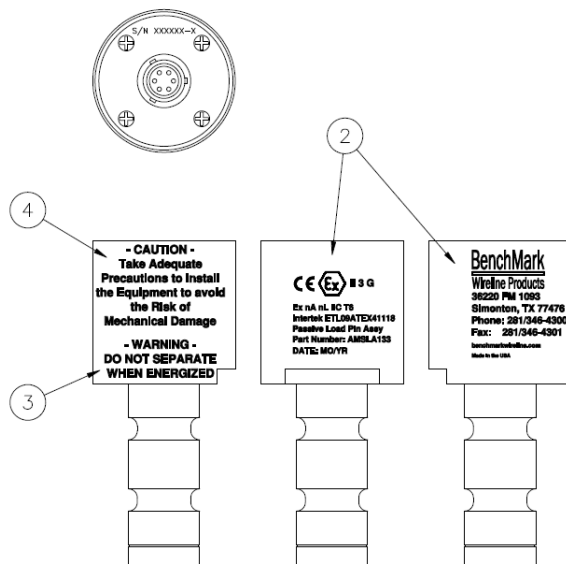 S/N XXXXXX-X
2
4
- CAUTION -
Take Adequate
Precautions to Install
the Equipment to avoid
the Risk of
Mechanical Damage
- WARNING -
DO NOT SEPARATE
WHEN ENERGIZED
3
CE Ex II 3 G
Ex nA nL IIC T6
Intertek ETL09ATEX41118
Passive Load Pin Assy
Part Number: AMSLA133
DATE: MO/YR
BenchMark
Wireline Products
36220 FM 1093
Simonton, TX 77476
Phone: 281/346-4300
Fax: 281/346-4301
benchmarkwireline.com
Made in the USA